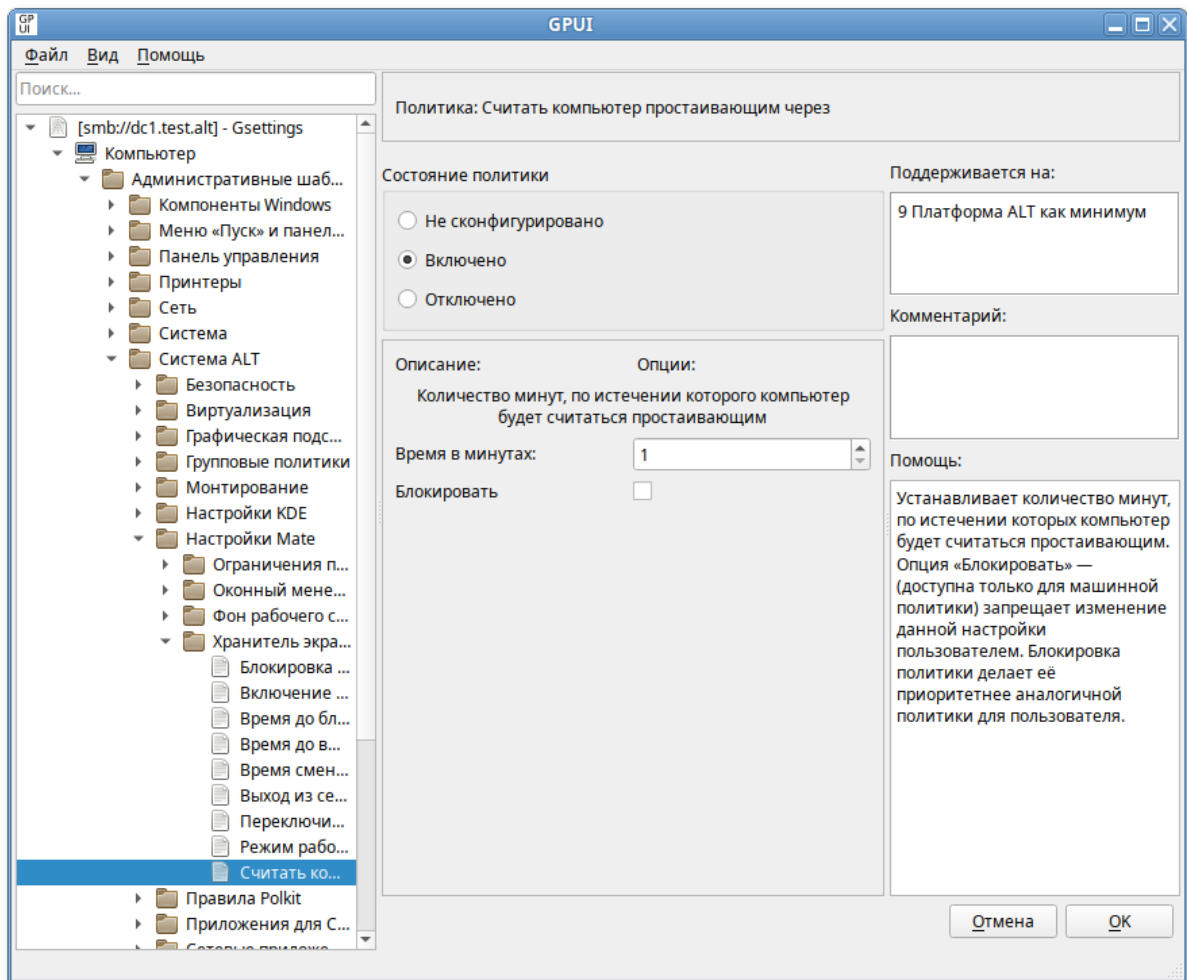 GP
UI
GPUI
Файл Вид Помощь
Поиск...
[smb://dc1.test.alt] - Gsettings
Компьютер
Административные шаб...
Компоненты Windows
Меню «Пуск» и панел...
Панель управления
Принтеры
Сеть
Система
Система ALT
Безопасность
Виртуализация
Графическая подс...
Групповые политики
Монтирование
Настройки KDE
Настройки Mate
Ограничения п...
Оконный мене...
Фон рабочего с...
Хранитель экра...
Блокировка ...
Включение ...
Время до бл...
Время до в...
Время смен...
Выход из се...
Переключи...
Режим рабо...
Считать ко...
Правила Polkit
Приложения для С...
Сетевые приложе...
Политика: Считать компьютер простаивающим через
Состояние политики
Не сконфигурировано
Включено
Отключено
Описание: Опции:
Количество минут, по истечении которого компьютер
будет считаться простаивающим
Время в минутах: 1
Блокировать
Поддерживается на:
9 Платформа ALT как минимум
Комментарий:
Помощь:
Устанавливает количество минут,
по истечении которых компьютер
будет считаться простаивающим.
Опция «Блокировать» —
(доступна только для машинной
политики) запрещает изменение
данной настройки
пользователем. Блокировка
политики делает её
приоритетнее аналогичной
политики для пользователя.
Отмена OK